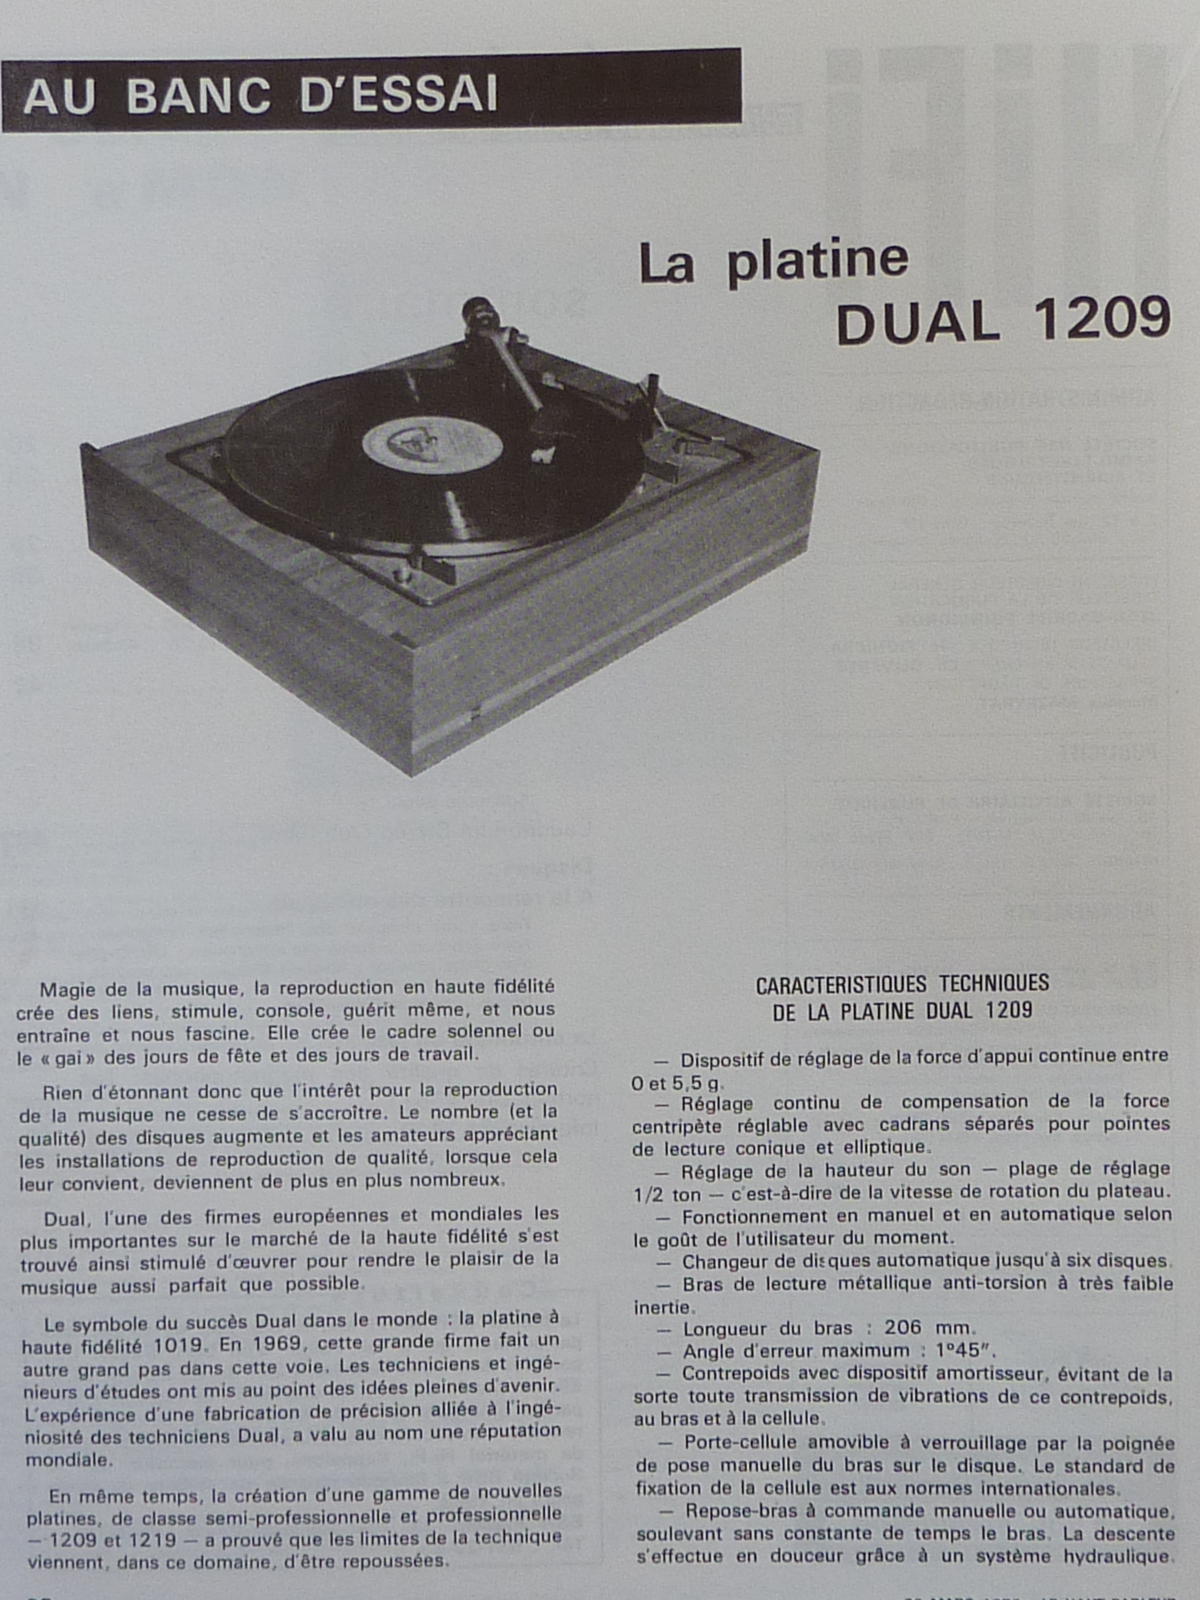 AU BANC D'ESSAI
La platine
DUAL 1209
Magie de la musique, la reproduction en haute fidélité
crée des liens, stimule, console, guérit même, et nous
entraîne et nous fascine. Elle crée le cadre solennel ou
le « gai » des jours de fête et des jours de travail.
Rien d'étonnant donc que l'intérêt pour la reproduction
de la musique ne cesse de s'accroître. Le nombre (et la
qualité) des disques augmente et les amateurs appréciant
les installations de reproduction de qualité, lorsque cela
leur convient, deviennent de plus en plus nombreux.
Dual, l'une des firmes européennes et mondiales les
plus importantes sur le marché de la haute fidélité s'est
trouvé ainsi stimulé d'œuvrer pour rendre le plaisir de la
musique aussi parfait que possible.
Le symbole du succès Dual dans le monde : la platine à
haute fidélité 1019. En 1969, cette grande firme fait un
autre grand pas dans cette voie. Les techniciens et ingé-
nieurs d'études ont mis au point des idées pleines d'avenir.
L'expérience d'une fabrication de précision alliée à l'ingé-
niosité des techniciens Dual, a valu au nom une réputation
mondiale.
En même temps, la création d'une gamme de nouvelles
platines, de classe semi-professionnelle et professionnelle
— 1209 et 1219 — a prouvé que les limites de la technique
viennent, dans ce domaine, d'être repoussées.
CARACTERISTIQUES TECHNIQUES
DE LA PLATINE DUAL 1209
— Dispositif de réglage de la force d'appui continue entre
0 et 5,5 g.
— Réglage continu de compensation de la force
centripète réglable avec cadrans séparés pour pointes
de lecture conique et elliptique.
— Réglage de la hauteur du son — plage de réglage
1/2 ton — c'est-à-dire de la vitesse de rotation du plateau.
— Fonctionnement en manuel et en automatique selon
le goût de l'utilisateur du moment.
— Changeur de disques automatique jusqu'à six disques.
— Bras de lecture métallique anti-torsion à très faible
inertie.
— Longueur du bras : 206 mm.
— Angle d'erreur maximum : 1°45".
— Contrepoids avec dispositif amortisseur, évitant de la
sorte toute transmission de vibrations de ce contrepoids,
au bras et à la cellule.
— Porte-cellule amovible à verrouillage par la poignée
de pose manuelle du bras sur le disque. Le standard de
fixation de la cellule est aux normes internationales.
— Repose-bras à commande manuelle ou automatique,
soulevant sans constante de temps le bras. La descente
s'effectue en douceur grâce à un système hydraulique.